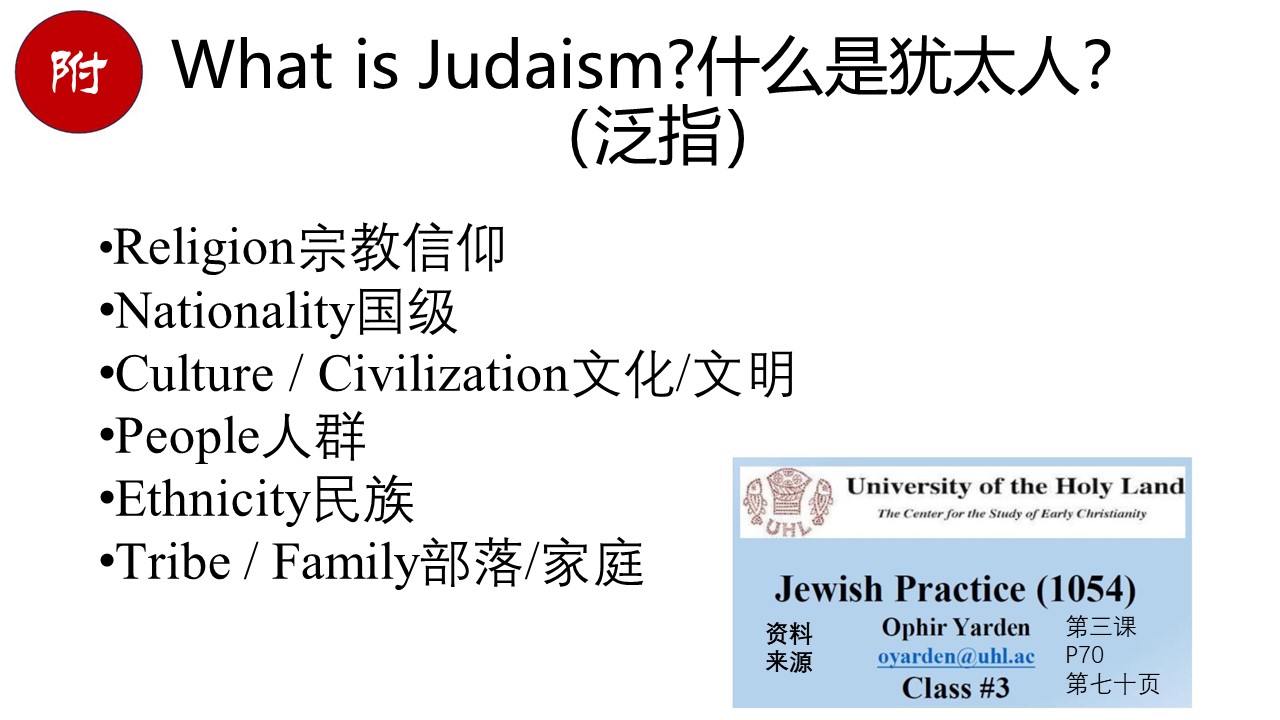 附
What is Judaism?什么是犹太人?
（泛指）
•Religion宗教信仰
•Nationality国级
•Culture / Civilization文化/文明
•People人群
•Ethnicity民族
•Tribe / Family部落/家庭
UHL
University of the Holy Land
The Center for the Study of Early Christianity
Jewish Practice (1054)
资料
来源
Ophir Yarden
oyarden@uhl.ac
Class #3
第三课
P70
第七十页